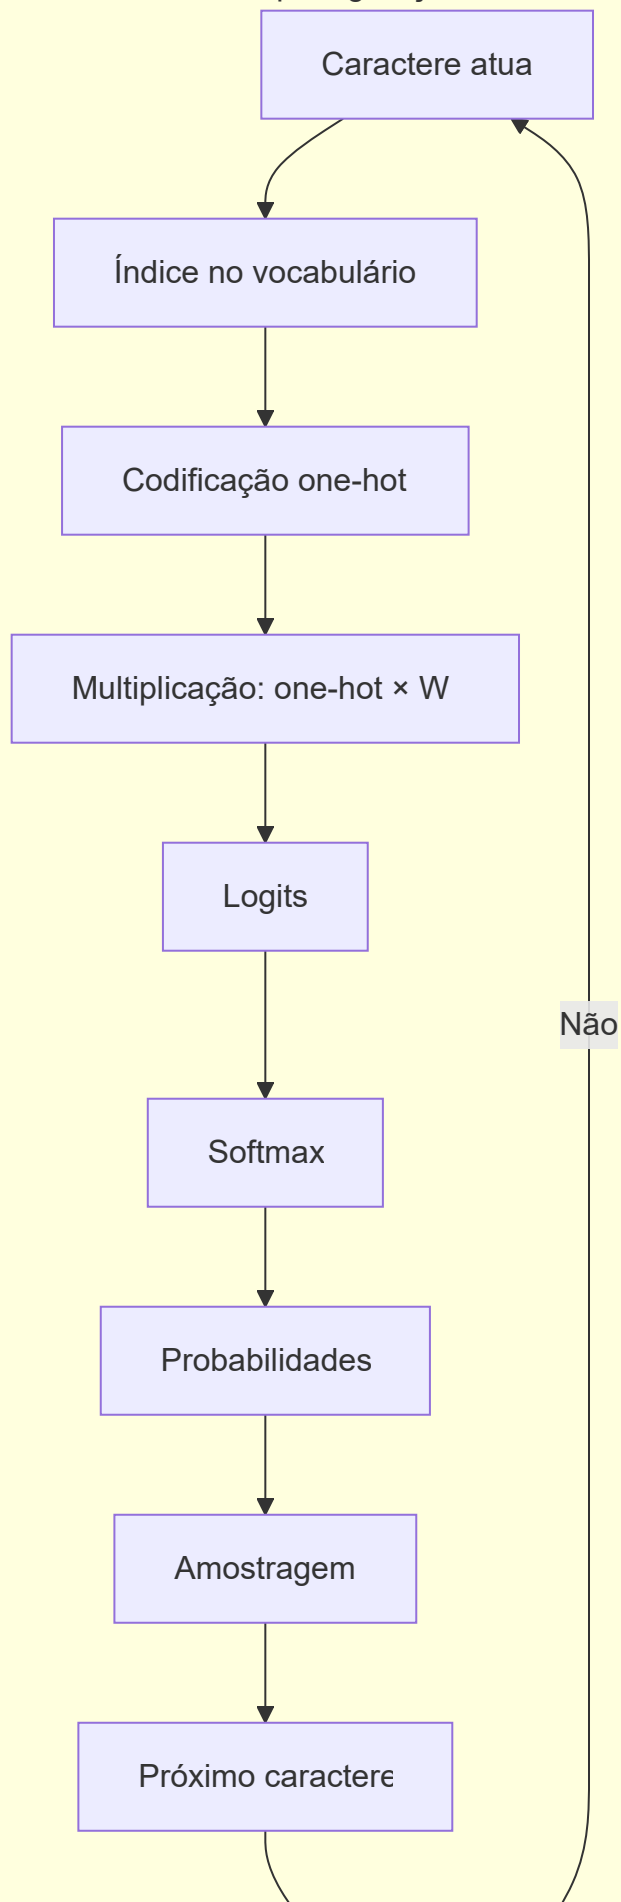 Caractere atua
Índice no vocabulário
Codificação one-hot
Multiplicação: one-hot × W
Logits
Não
Softmax
Probabilidades
Amostragem
Próximo caractere